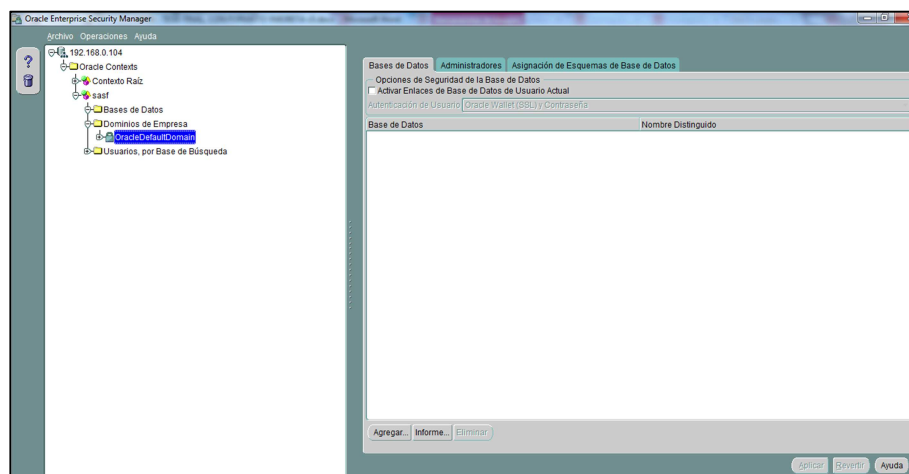 Oracle Enterprise Security Manager
Archivo Operaciones Ayuda
192.168.0.104
Oracle Contexts
Contexto Raíz
sasf
Bases de Datos
Dominios de Empresa
OracleDefaultDomain
Usuarios, por Base de Búsqueda
Bases de Datos Administradores Asignación de Esquemas de Base de Datos
Opciones de Seguridad de la Base de Datos
Activar Enlaces de Base de Datos de Usuario Actual
Autenticación de Usuario Oracle Wallet (SSL) y Contraseña
Base de Datos Nombre Distinguido
Agregar... Informe... Eliminar
Aplicar Revertir Ayuda